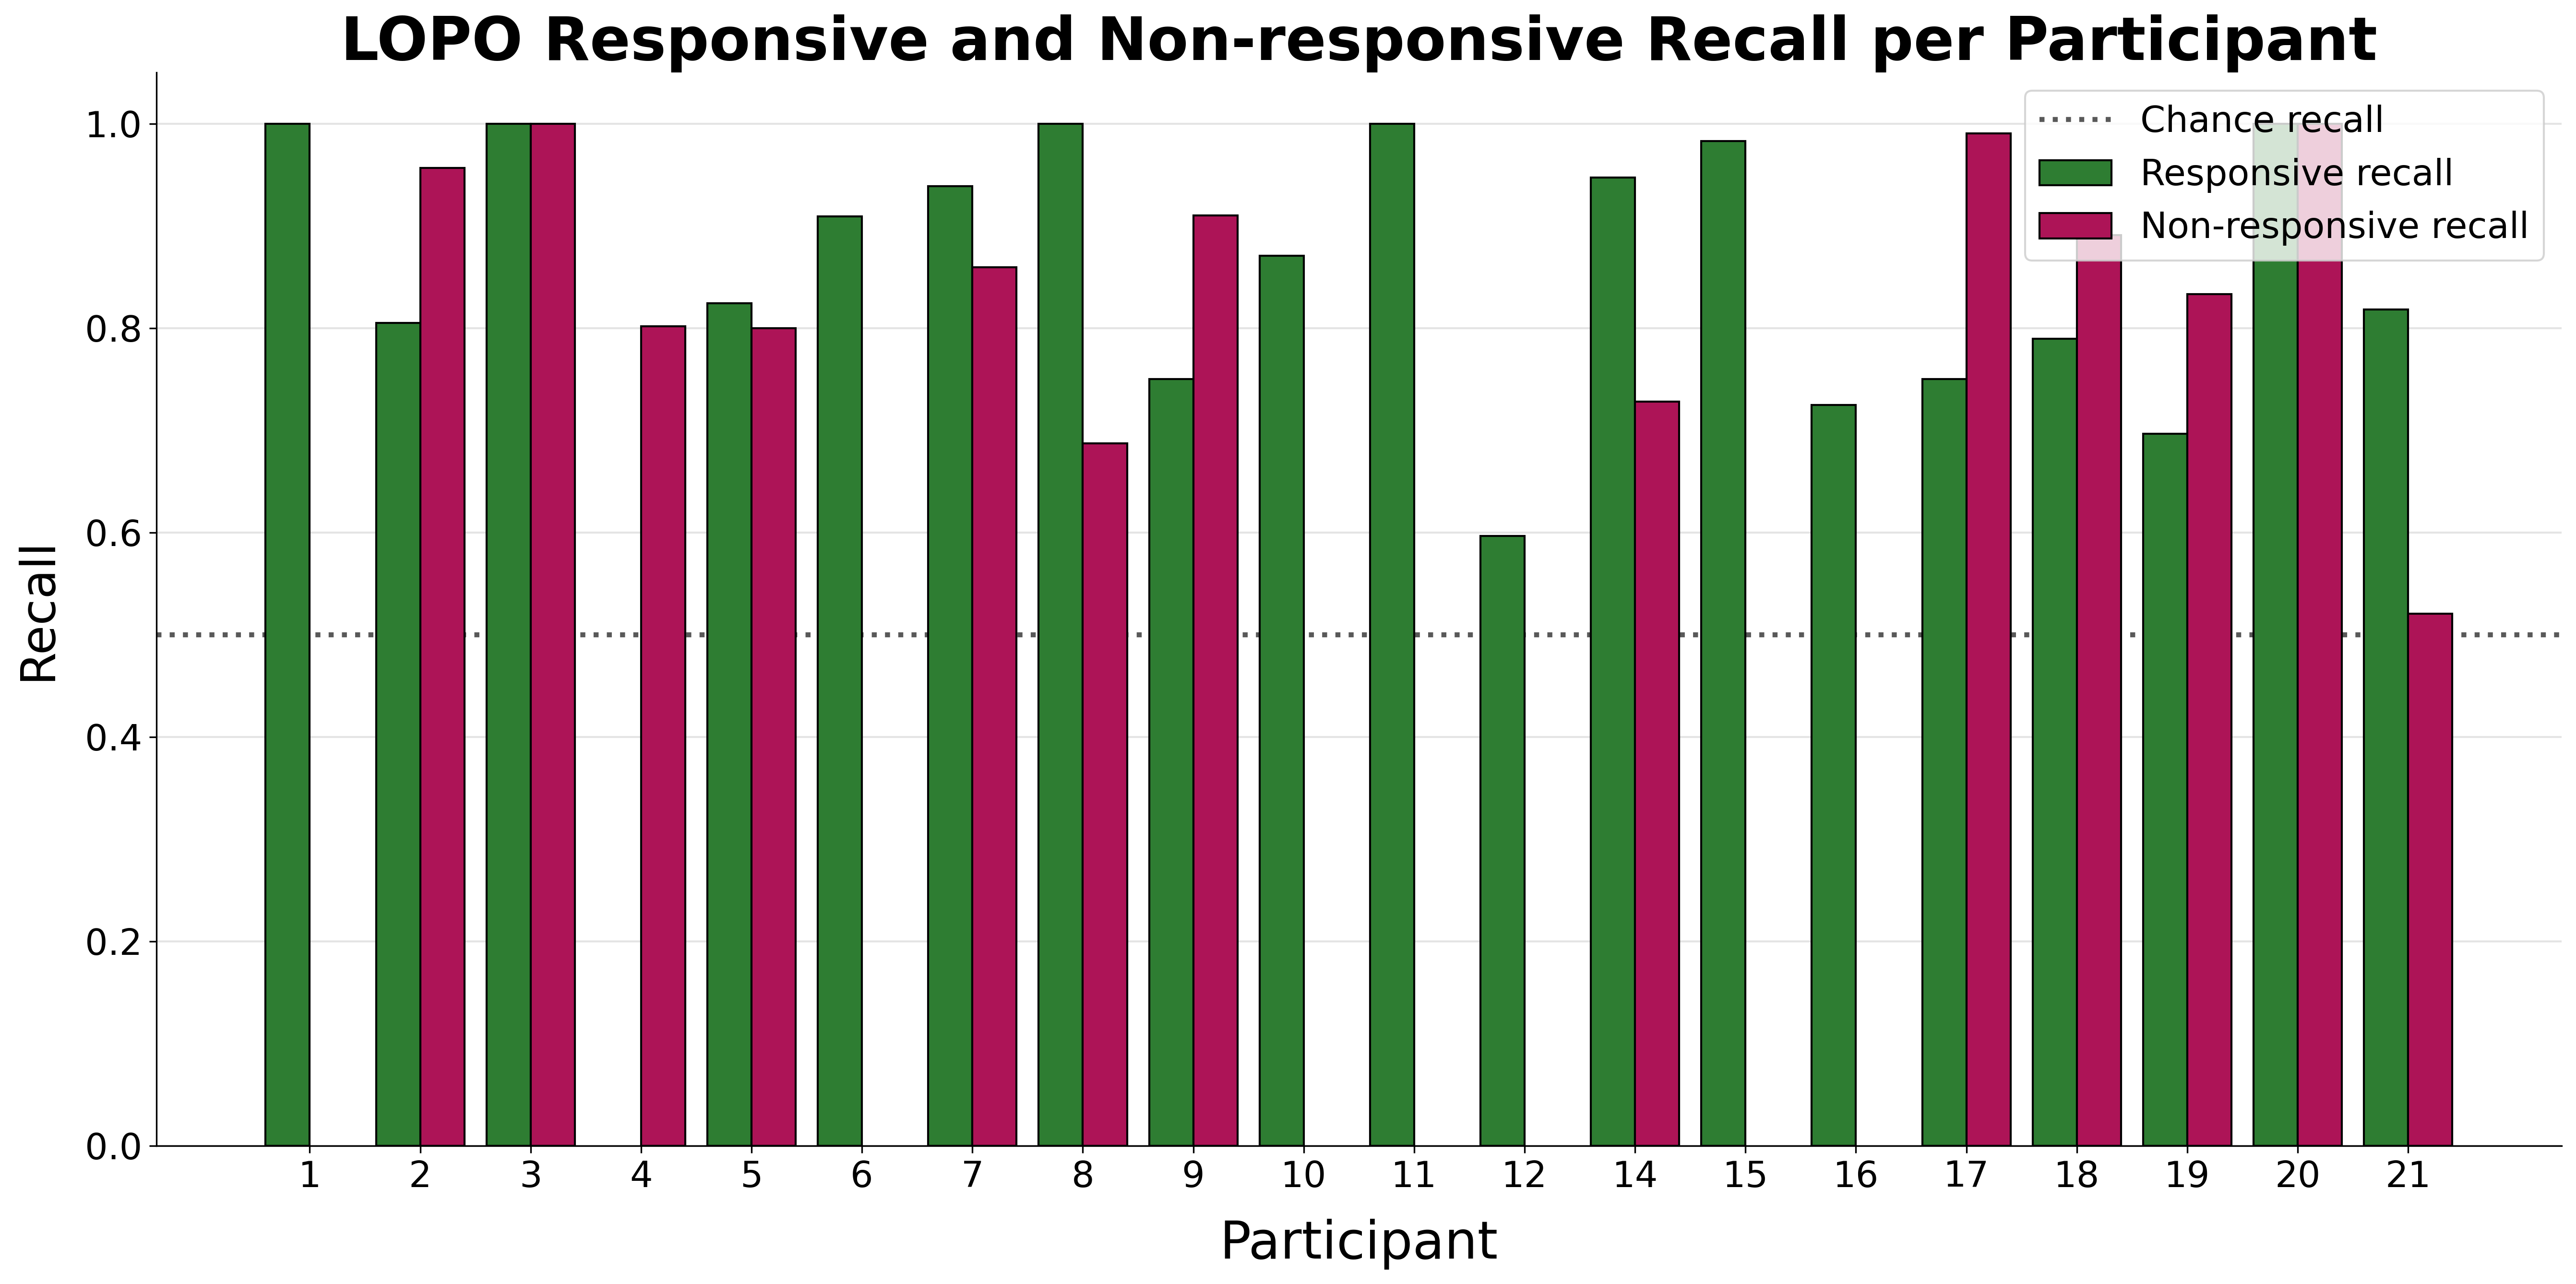 LOPO Responsive and Non-responsive Recall per Participant
Chance recall
Responsive recall
Non-responsive recall
1.0
0.8
0.6
0.4
0.2
0.0
Recall
1 2 3 4 5 6 7 8 9 10 11 12 14 15 16 17 18 19 20 21
Participant